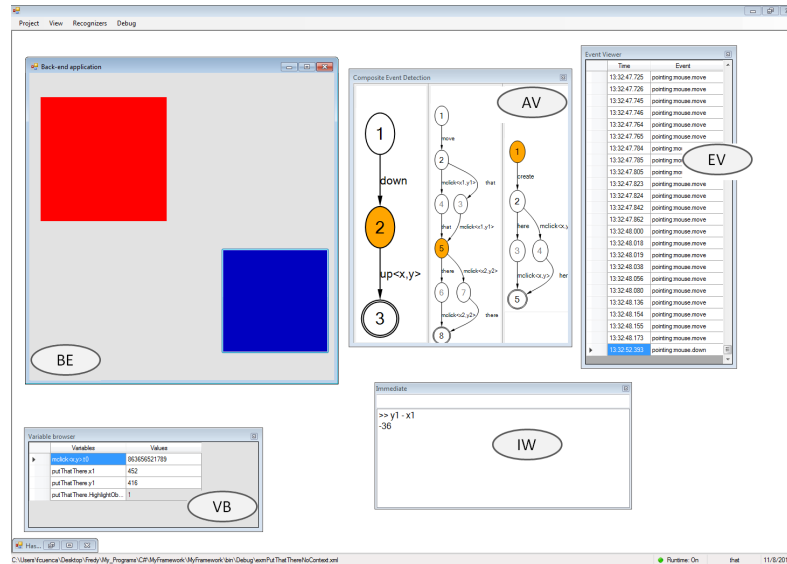 Project View Recognizers Debug
Back-end application
BE
Composite Event Detection
AV
1
down
2
up<x,y>
3
1
move
2
mclick<x1,y1> that
4 3
that mclick<x1,y1>
5
there mclick<x2,y2>
6 7
mclick<x2,y2> there
8
1
create
2
here mclick<x,y
3 4
mclick<x,y> her
5
Event Viewer
Time Event
13:32:47.725 pointing:mouse.move
13:32:47.726 pointing:mouse.move
13:32:47.745 pointing:mouse.move
13:32:47.746 pointing:mouse.move
13:32:47.764 pointing:mouse.move
13:32:47.765 pointing:mouse.move
13:32:47.784 pointing:mou
13:32:47.785 pointing:mo
13:32:47.805 pointing:mo
13:32:47.823 pointing:mouse.move
13:32:47.824 pointing:mouse.move
13:32:47.842 pointing:mouse.move
13:32:47.862 pointing:mouse.move
13:32:48.000 pointing:mouse.move
13:32:48.018 pointing:mouse.move
13:32:48.019 pointing:mouse.move
13:32:48.038 pointing:mouse.move
13:32:48.056 pointing:mouse.move
13:32:48.080 pointing:mouse.move
13:32:48.136 pointing:mouse.move
13:32:48.154 pointing:mouse.move
13:32:48.155 pointing:mouse.move
13:32:48.173 pointing:mouse.move
13:32:52.393 pointing:mouse.down
EV
Immediate
>> y1 - x1
-36
IW
Variable browser
Variables Values
mclick<x,y>.t0 863656521789
putThatThere.x1 452
putThatThere.y1 416
putThatThere.HighlightOb... 1
VB
Has...
C:\Users\fcuenca\Desktop\Fredy\My_Programs\C#\MyFramework\MyFramework\bin\Debug\exmPutThatThereNoContext.xml
Runtime: On that 11/8/201